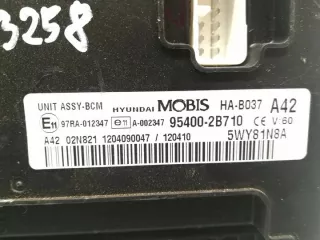 3258
UNIT ASSY-BCM HYUNDAI MOBIS HA-B037 A42
E11 97RA-012347 e11 A-002347 95400-2B710 CE V:60
A42 02N821 1204090047 / 120410 5WY81N8A